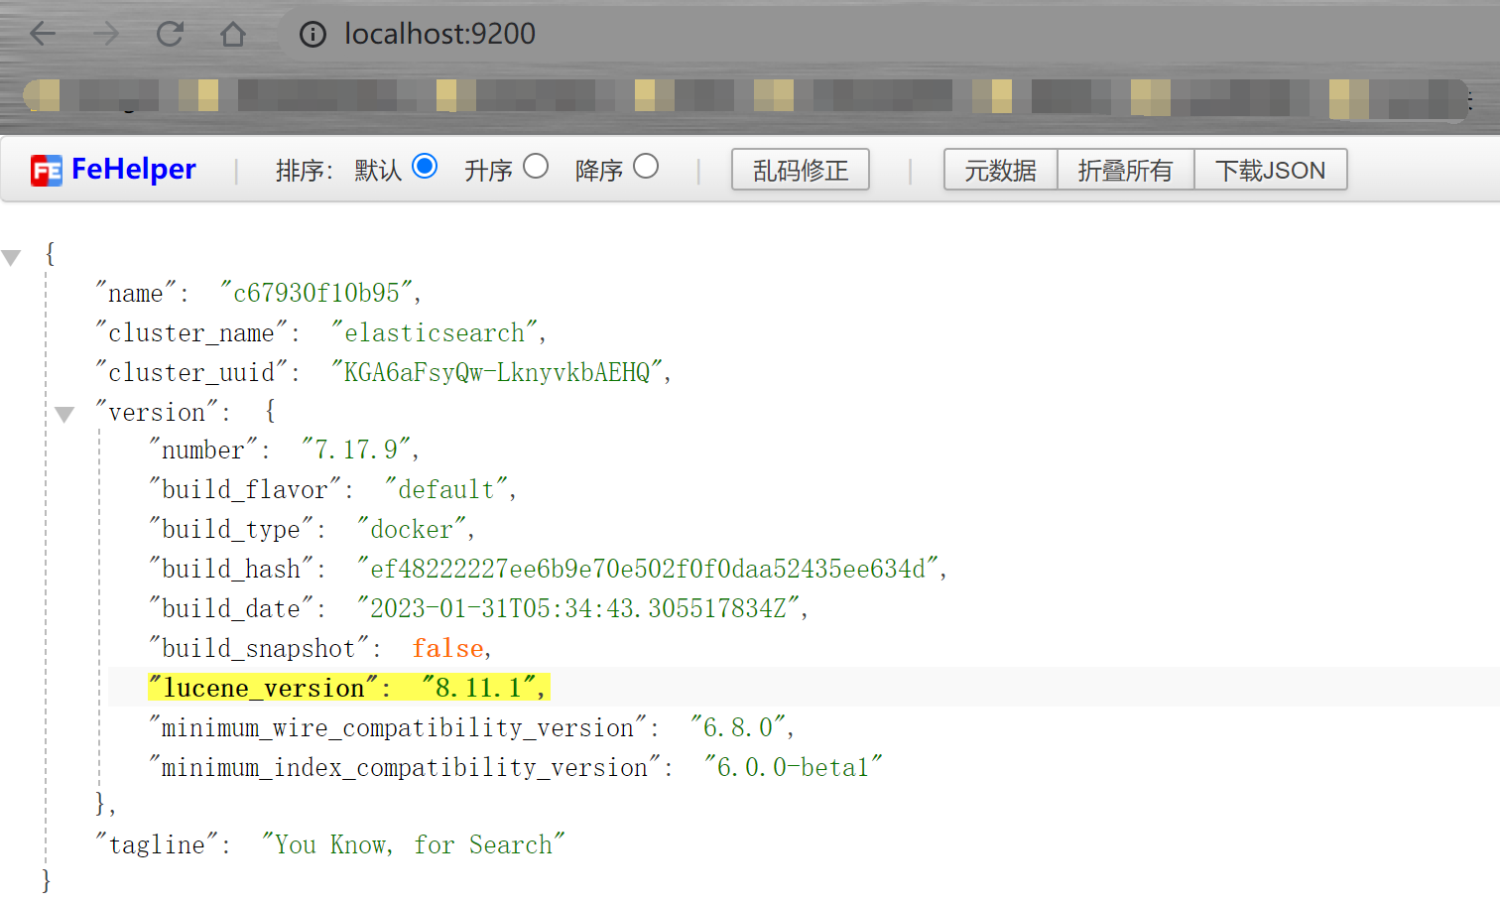 localhost:9200
FeHelper | 排序: 默认 升序 降序 | 乱码修正 | 元数据 折叠所有 下载JSON
{
"name": "c67930f10b95",
"cluster_name": "elasticsearch",
"cluster_uuid": "KGA6aFsyQw-LknyvkbAEHQ",
"version": {
"number": "7.17.9",
"build_flavor": "default",
"build_type": "docker",
"build_hash": "ef48222227ee6b9e70e502f0f0daa52435ee634d",
"build_date": "2023-01-31T05:34:43.305517834Z",
"build_snapshot": false,
"lucene_version": "8.11.1",
"minimum_wire_compatibility_version": "6.8.0",
"minimum_index_compatibility_version": "6.0.0-beta1"
},
"tagline": "You Know, for Search"
}